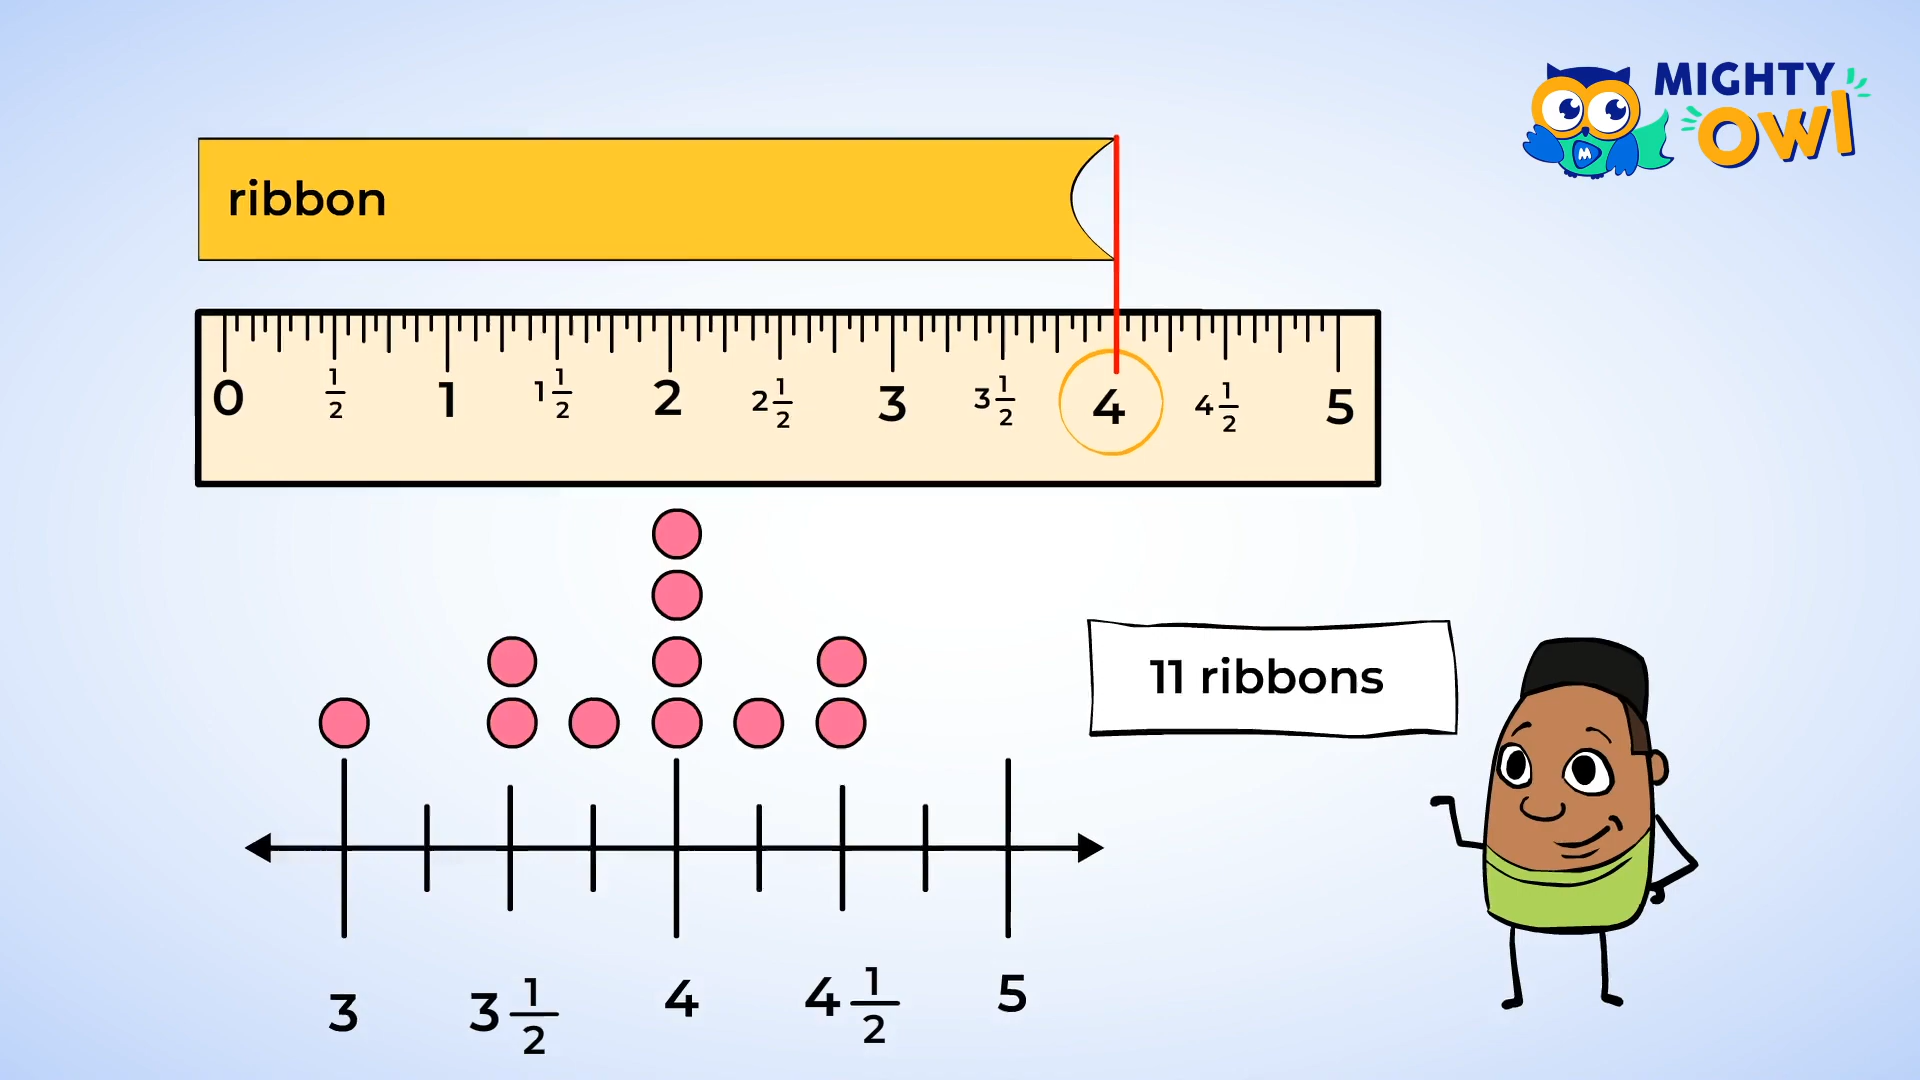 MIGHTY
OWL
M
ribbon
0 1/2 1 1 1/2 2 2 1/2 3 3 1/2 4 4 1/2 5
11 ribbons
3 3 1/2 4 4 1/2 5